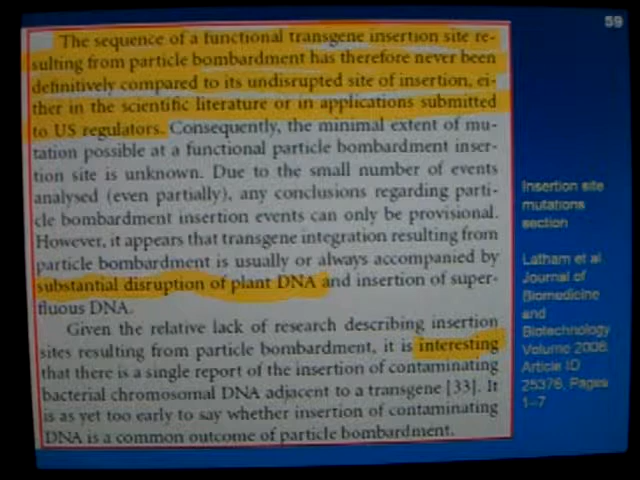 59
The sequence of a functional transgene insertion site re-
sulting from particle bombardment has therefore never been
definitively compared to its undisrupted site of insertion, ei-
ther in the scientific literature or in applications submitted
to US regulators. Consequently, the minimal extent of mu-
tation possible at a functional particle bombardment inser-
tion site is unknown. Due to the small number of events
analysed (even partially), any conclusions regarding parti-
cle bombardment insertion events can only be provisional.
However, it appears that transgene integration resulting from
particle bombardment is usually or always accompanied by
substantial disruption of plant DNA and insertion of super-
fluous DNA.
Given the relative lack of research describing insertion
sites resulting from particle bombardment, it is interesting
that there is a single report of the insertion of contaminating
bacterial chromosomal DNA adjacent to a transgene [33]. It
is as yet too early to say whether insertion of contaminating
DNA is a common outcome of particle bombardment.
Insertion site
mutations
section
Latham et al
Journal of
Biomedicine
and
Biotechnology
Volume 2006,
Article ID
25376, Pages
1–7